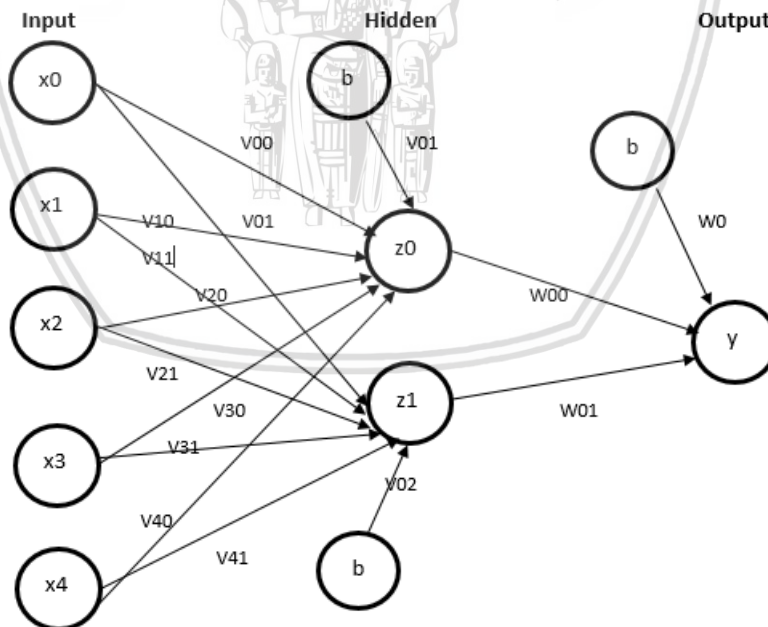 Input
Hidden
Output
x0
b
V00
V01
b
x1
V10
V01
W0
V11
z0
V20
W00
x2
y
V21
z1
V30
W01
x3
V31
V02
V40
V41
b
x4